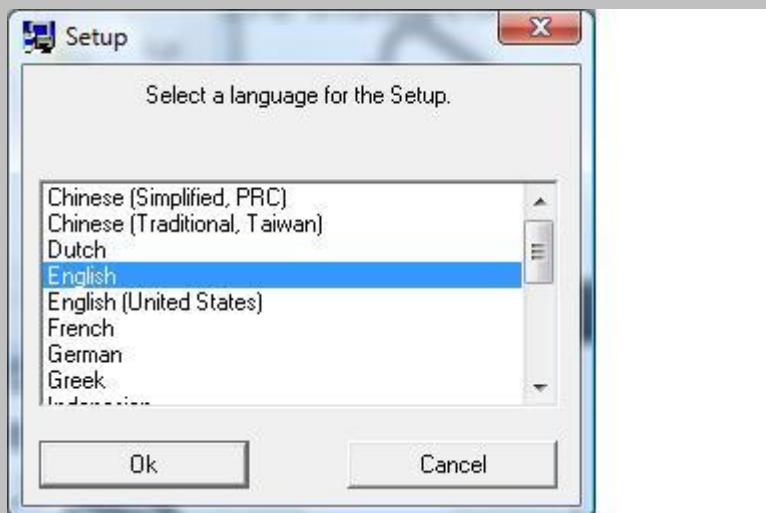 Setup
Select a language for the Setup.
Chinese (Simplified, PRC)
Chinese (Traditional, Taiwan)
Dutch
English
English (United States)
French
German
Greek
Ok Cancel